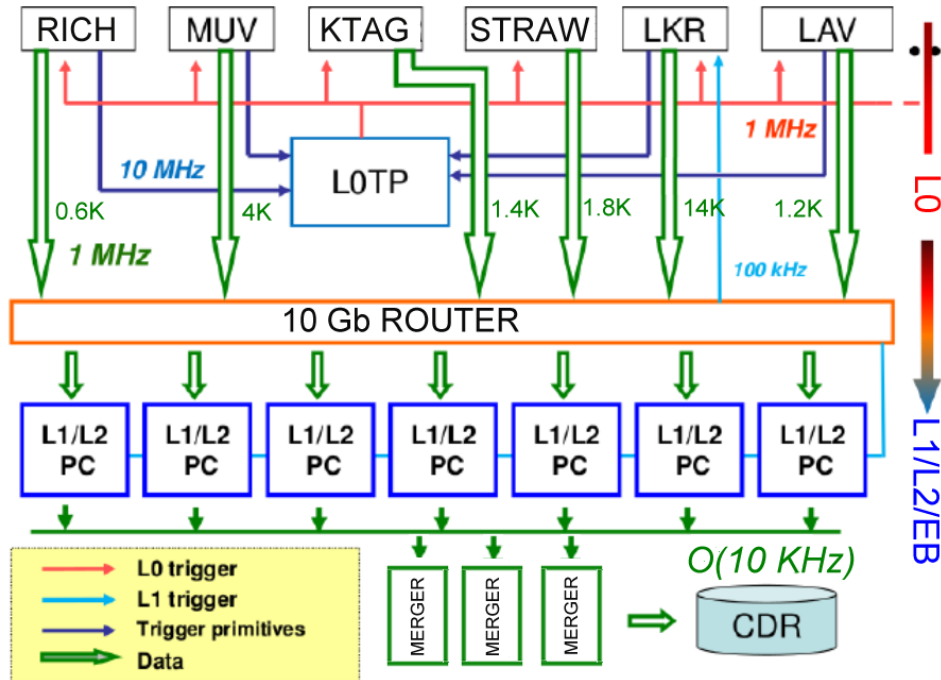 RICH MUV KTAG STRAW LKR LAV
1 MHz
10 MHz
L0TP
L0
0.6K 4K 1.4K 1.8K 14K 1.2K
1 MHz
100 kHz
10 Gb ROUTER
L1/L2 PC
L1/L2 PC
L1/L2 PC
L1/L2 PC
L1/L2 PC
L1/L2 PC
L1/L2 PC
L1/L2/EB
O(10 KHz)
L0 trigger
L1 trigger
Trigger primitives
Data
MERGER
MERGER
MERGER
CDR